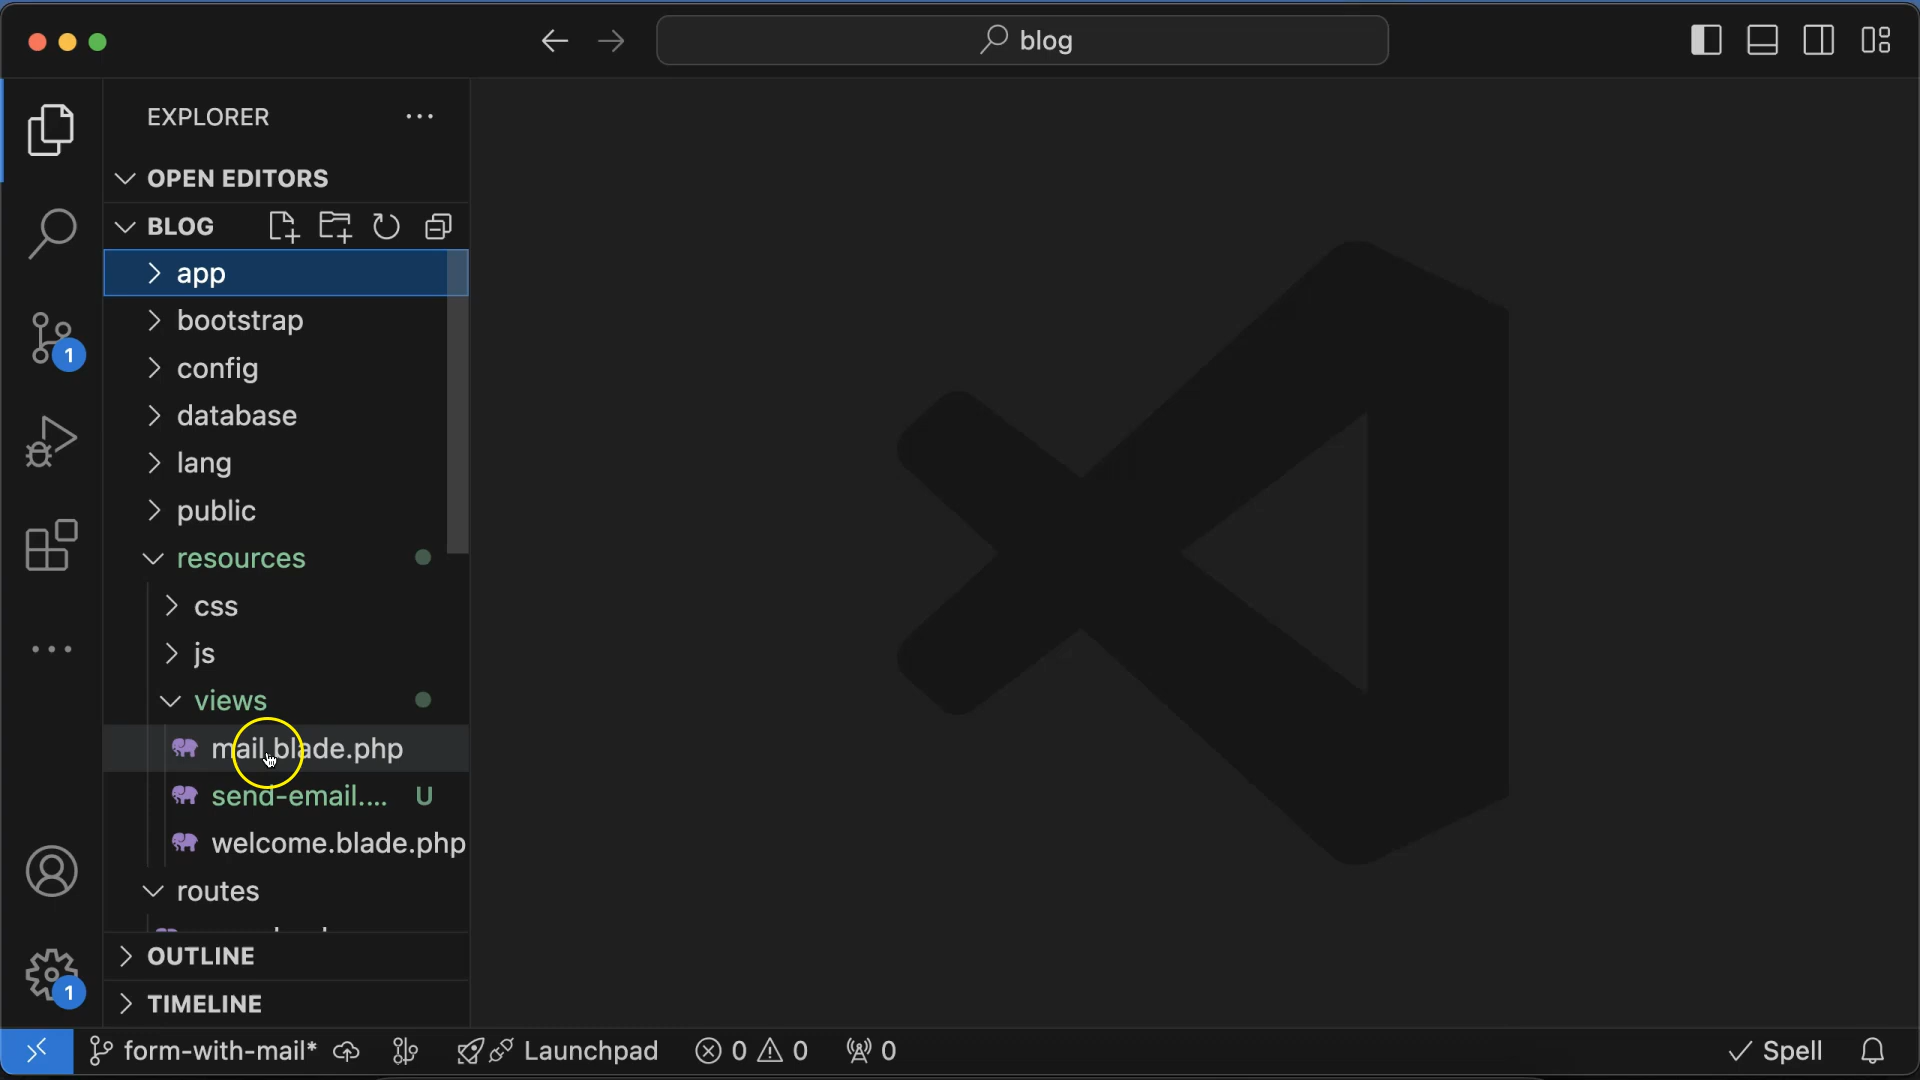 blog
EXPLORER
OPEN EDITORS
BLOG
app
bootstrap
config
database
lang
public
resources
css
js
views
mail.blade.php
send-email.... U
welcome.blade.php
routes
OUTLINE
TIMELINE
1
1
form-with-mail* Launchpad 0 0 0 Spell